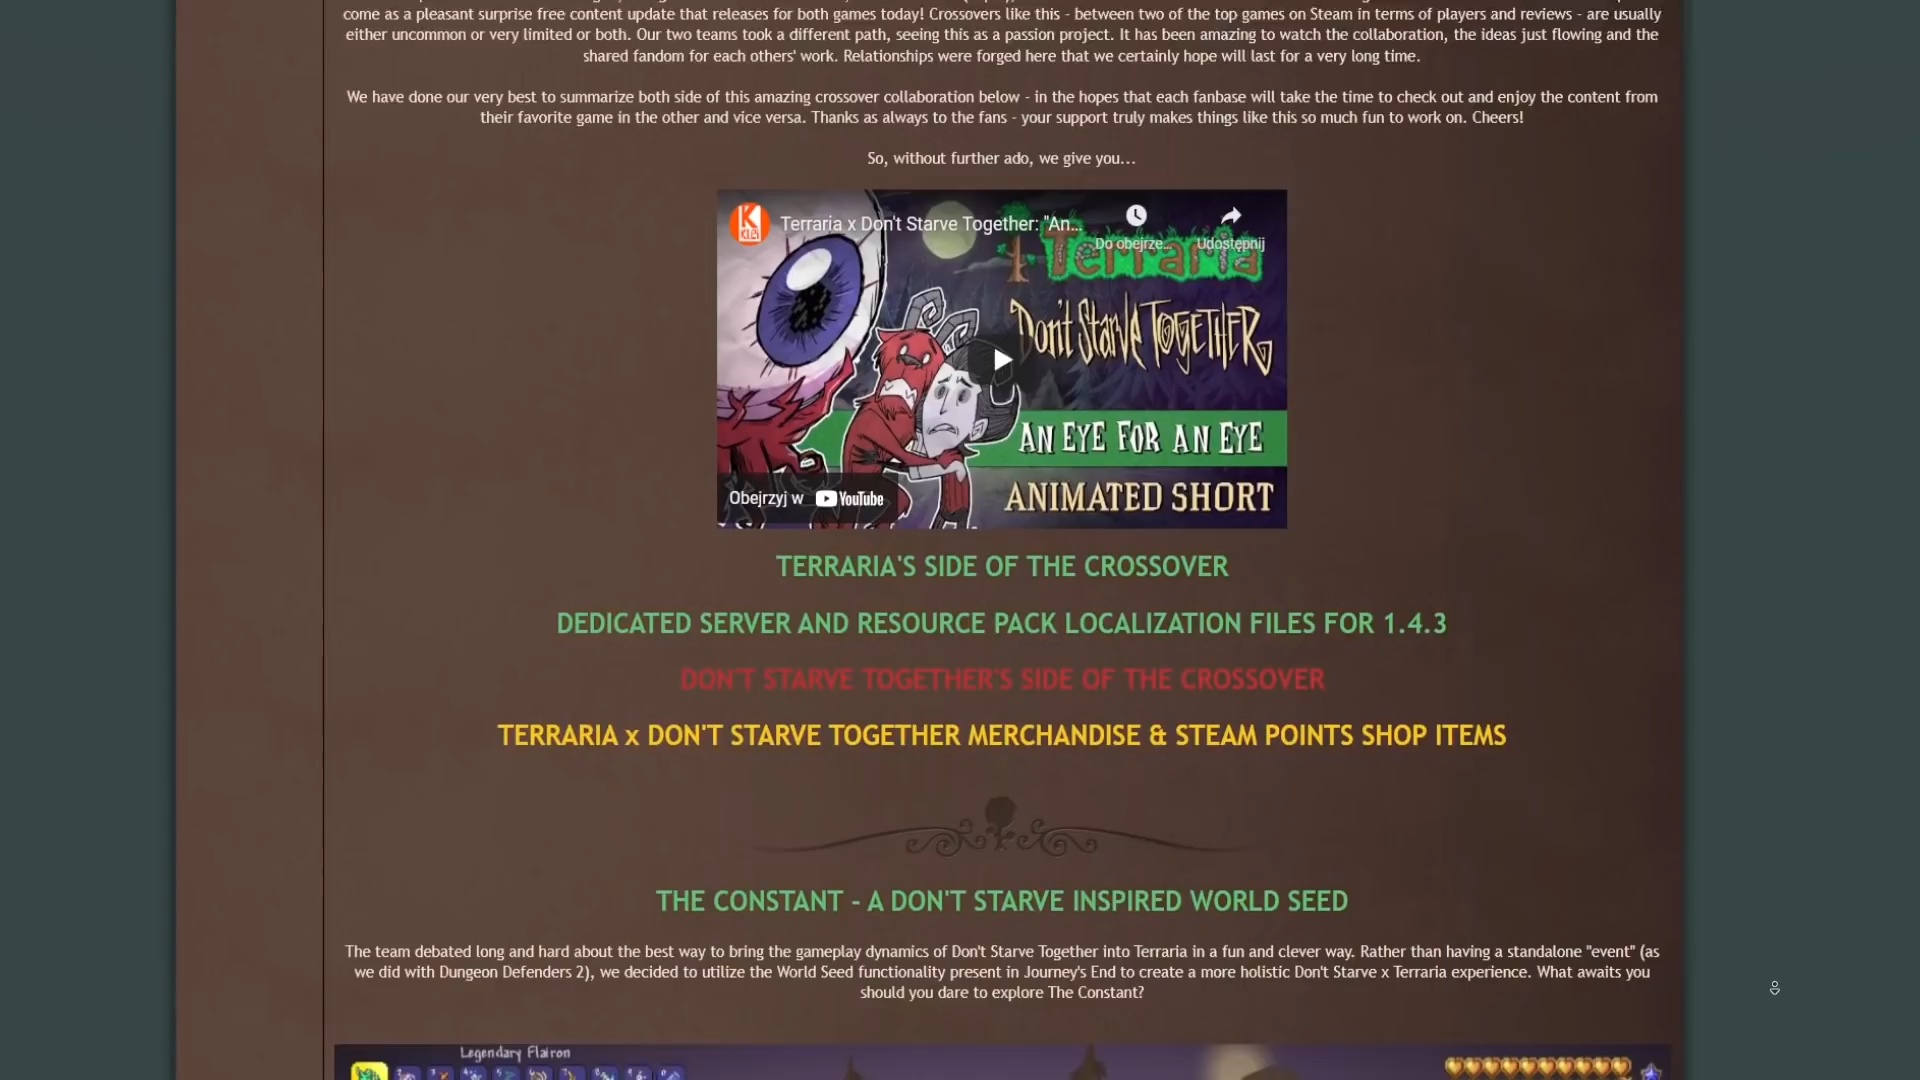 come as a pleasant surprise free content update that releases for both games today! Crossovers like this - between two of the top games on Steam in terms of players and reviews - are usually
either uncommon or very limited or both. Our two teams took a different path, seeing this as a passion project. It has been amazing to watch the collaboration, the ideas just flowing and the
shared fandom for each others' work. Relationships were forged here that we certainly hope will last for a very long time.
We have done our very best to summarize both side of this amazing crossover collaboration below - in the hopes that each fanbase will take the time to check out and enjoy the content from
their favorite game in the other and vice versa. Thanks as always to the fans - your support truly makes things like this so much fun to work on. Cheers!
So, without further ado, we give you...
KLEI
Terraria x Don't Starve Together: "An...
Do obejrze...
Udostępnij
Terraria
Don't Starve Together
AN EYE FOR AN EYE
ANIMATED SHORT
Obejrzyj w YouTube
TERRARIA'S SIDE OF THE CROSSOVER
DEDICATED SERVER AND RESOURCE PACK LOCALIZATION FILES FOR 1.4.3
DON'T STARVE TOGETHER'S SIDE OF THE CROSSOVER
TERRARIA x DON'T STARVE TOGETHER MERCHANDISE & STEAM POINTS SHOP ITEMS
THE CONSTANT - A DON'T STARVE INSPIRED WORLD SEED
The team debated long and hard about the best way to bring the gameplay dynamics of Don't Starve Together into Terraria in a fun and clever way. Rather than having a standalone "event" (as
we did with Dungeon Defenders 2), we decided to utilize the World Seed functionality present in Journey's End to create a more holistic Don't Starve x Terraria experience. What awaits you
should you dare to explore The Constant?
Legendary Flairon